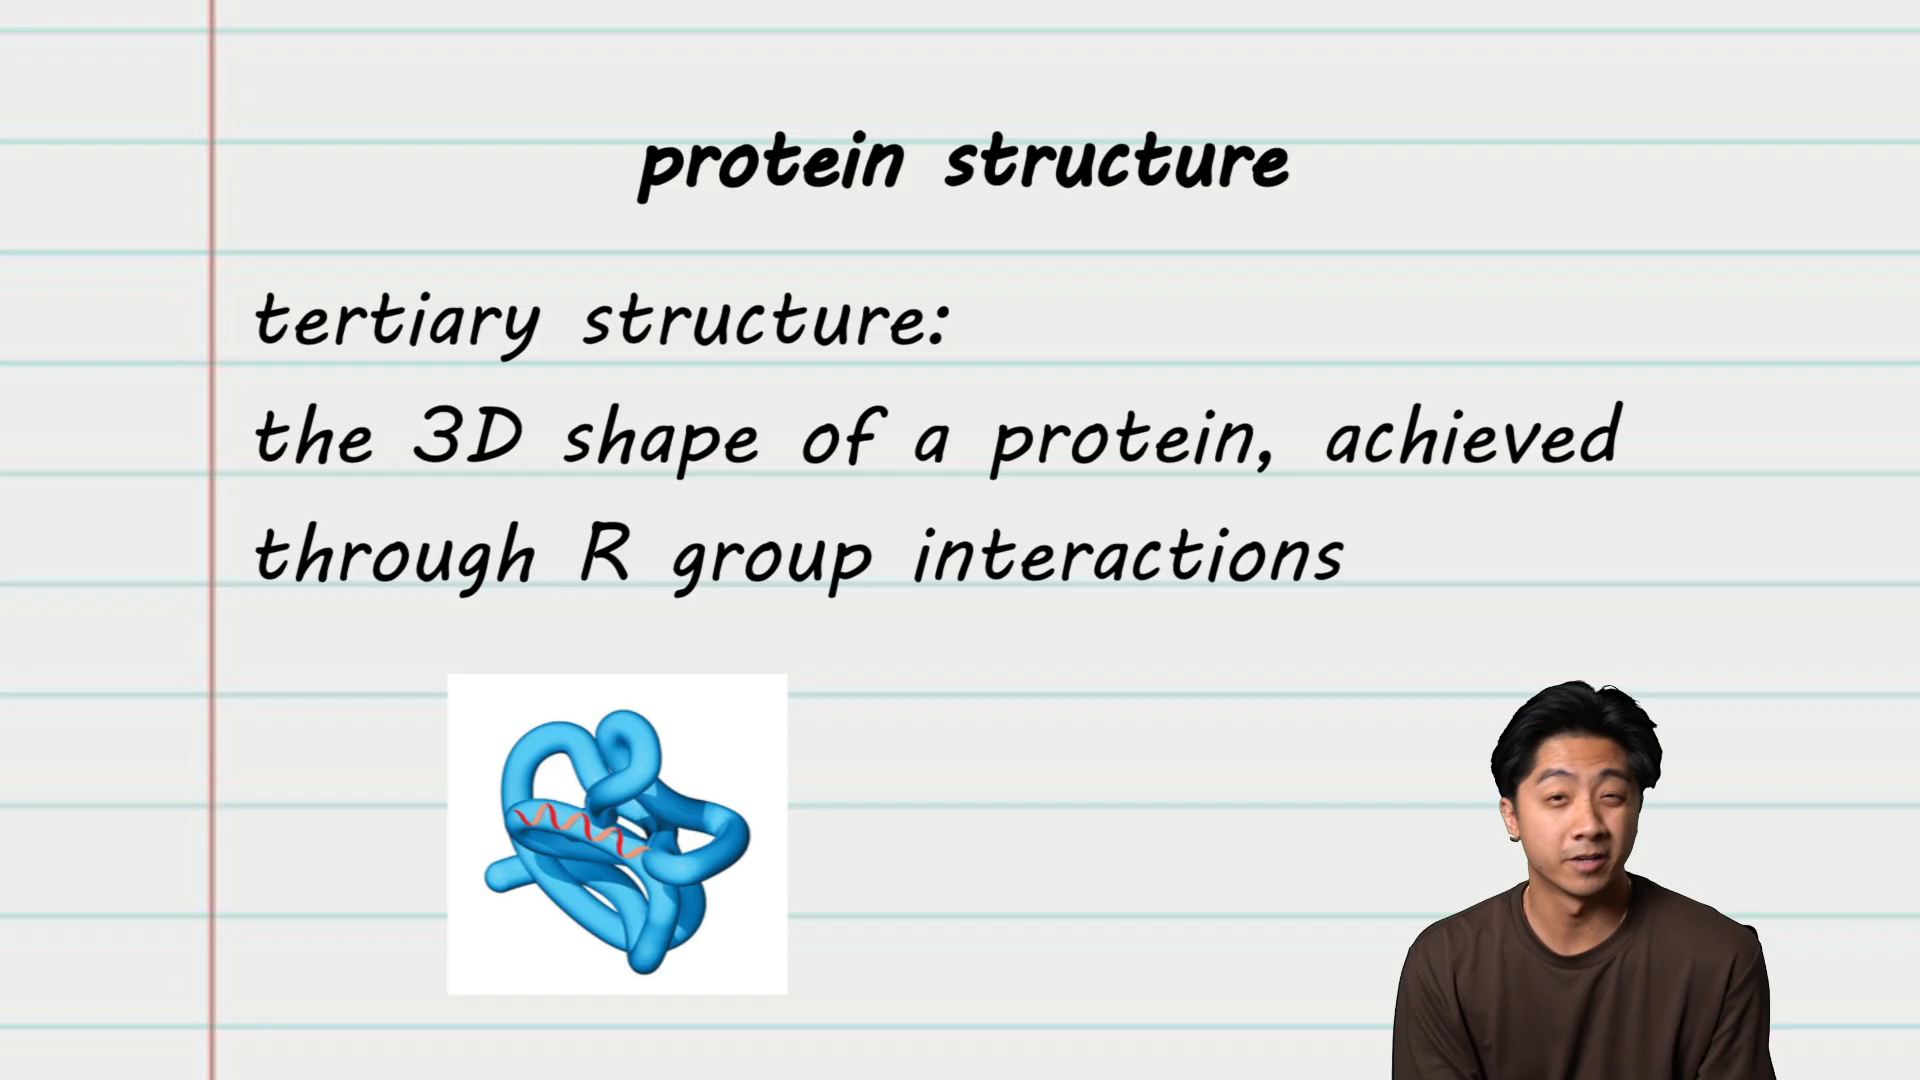 protein structure
tertiary structure:
the 3D shape of a protein, achieved
through R group interactions